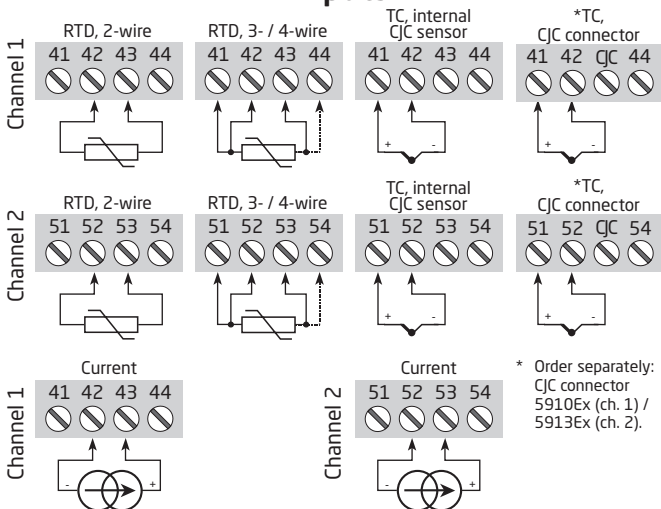 RTD, 2-wire
RTD, 3- / 4-wire
TC, internal
CJC sensor
*TC,
CJC connector
Channel 1
41 42 43 44
41 42 43 44
41 42 43 44
41 42 CJC 44
+ -
+ -
RTD, 2-wire
RTD, 3- / 4-wire
TC, internal
CJC sensor
*TC,
CJC connector
Channel 2
51 52 53 54
51 52 53 54
51 52 53 54
51 52 CJC 54
+ -
+ -
Current
Channel 1
41 42 43 44
- +
Current
Channel 2
51 52 53 54
- +
* Order separately:
CJC connector
5910Ex (ch. 1) /
5913Ex (ch. 2).